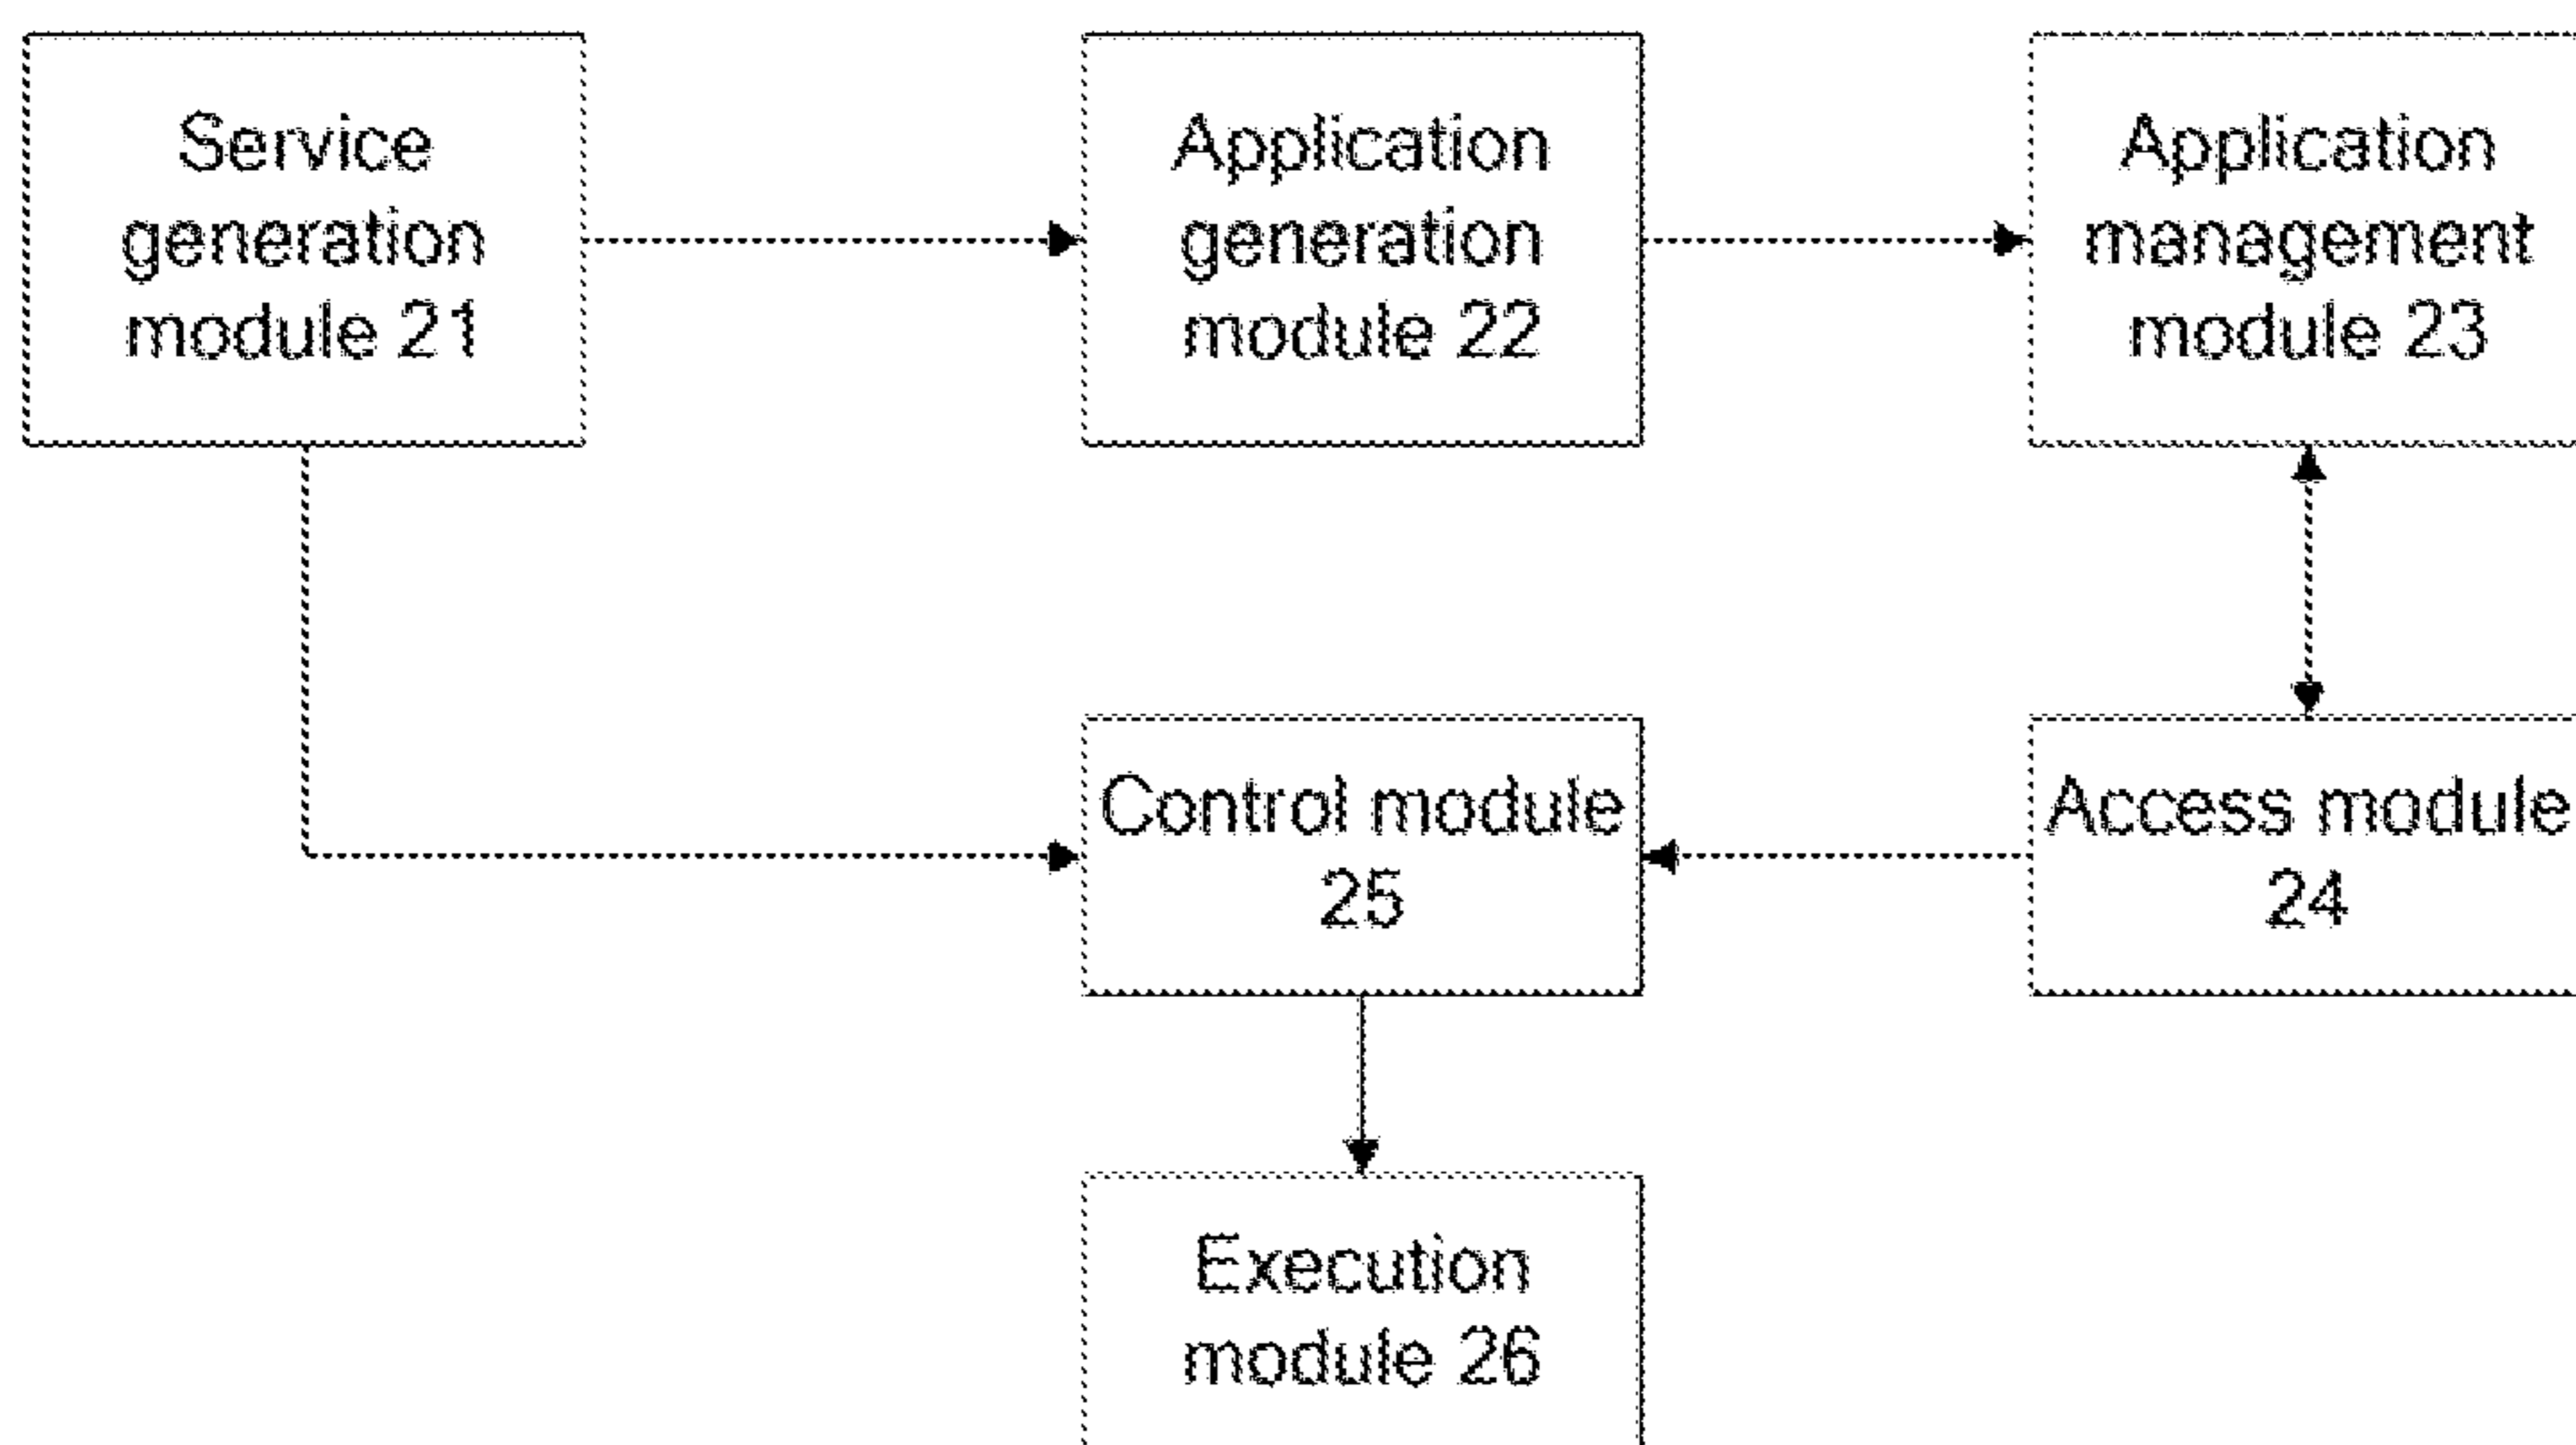 Service
generation
module 21
Application
generation
module 22
Application
management
module 23
Control module
25
Access module
24
Execution
module 26